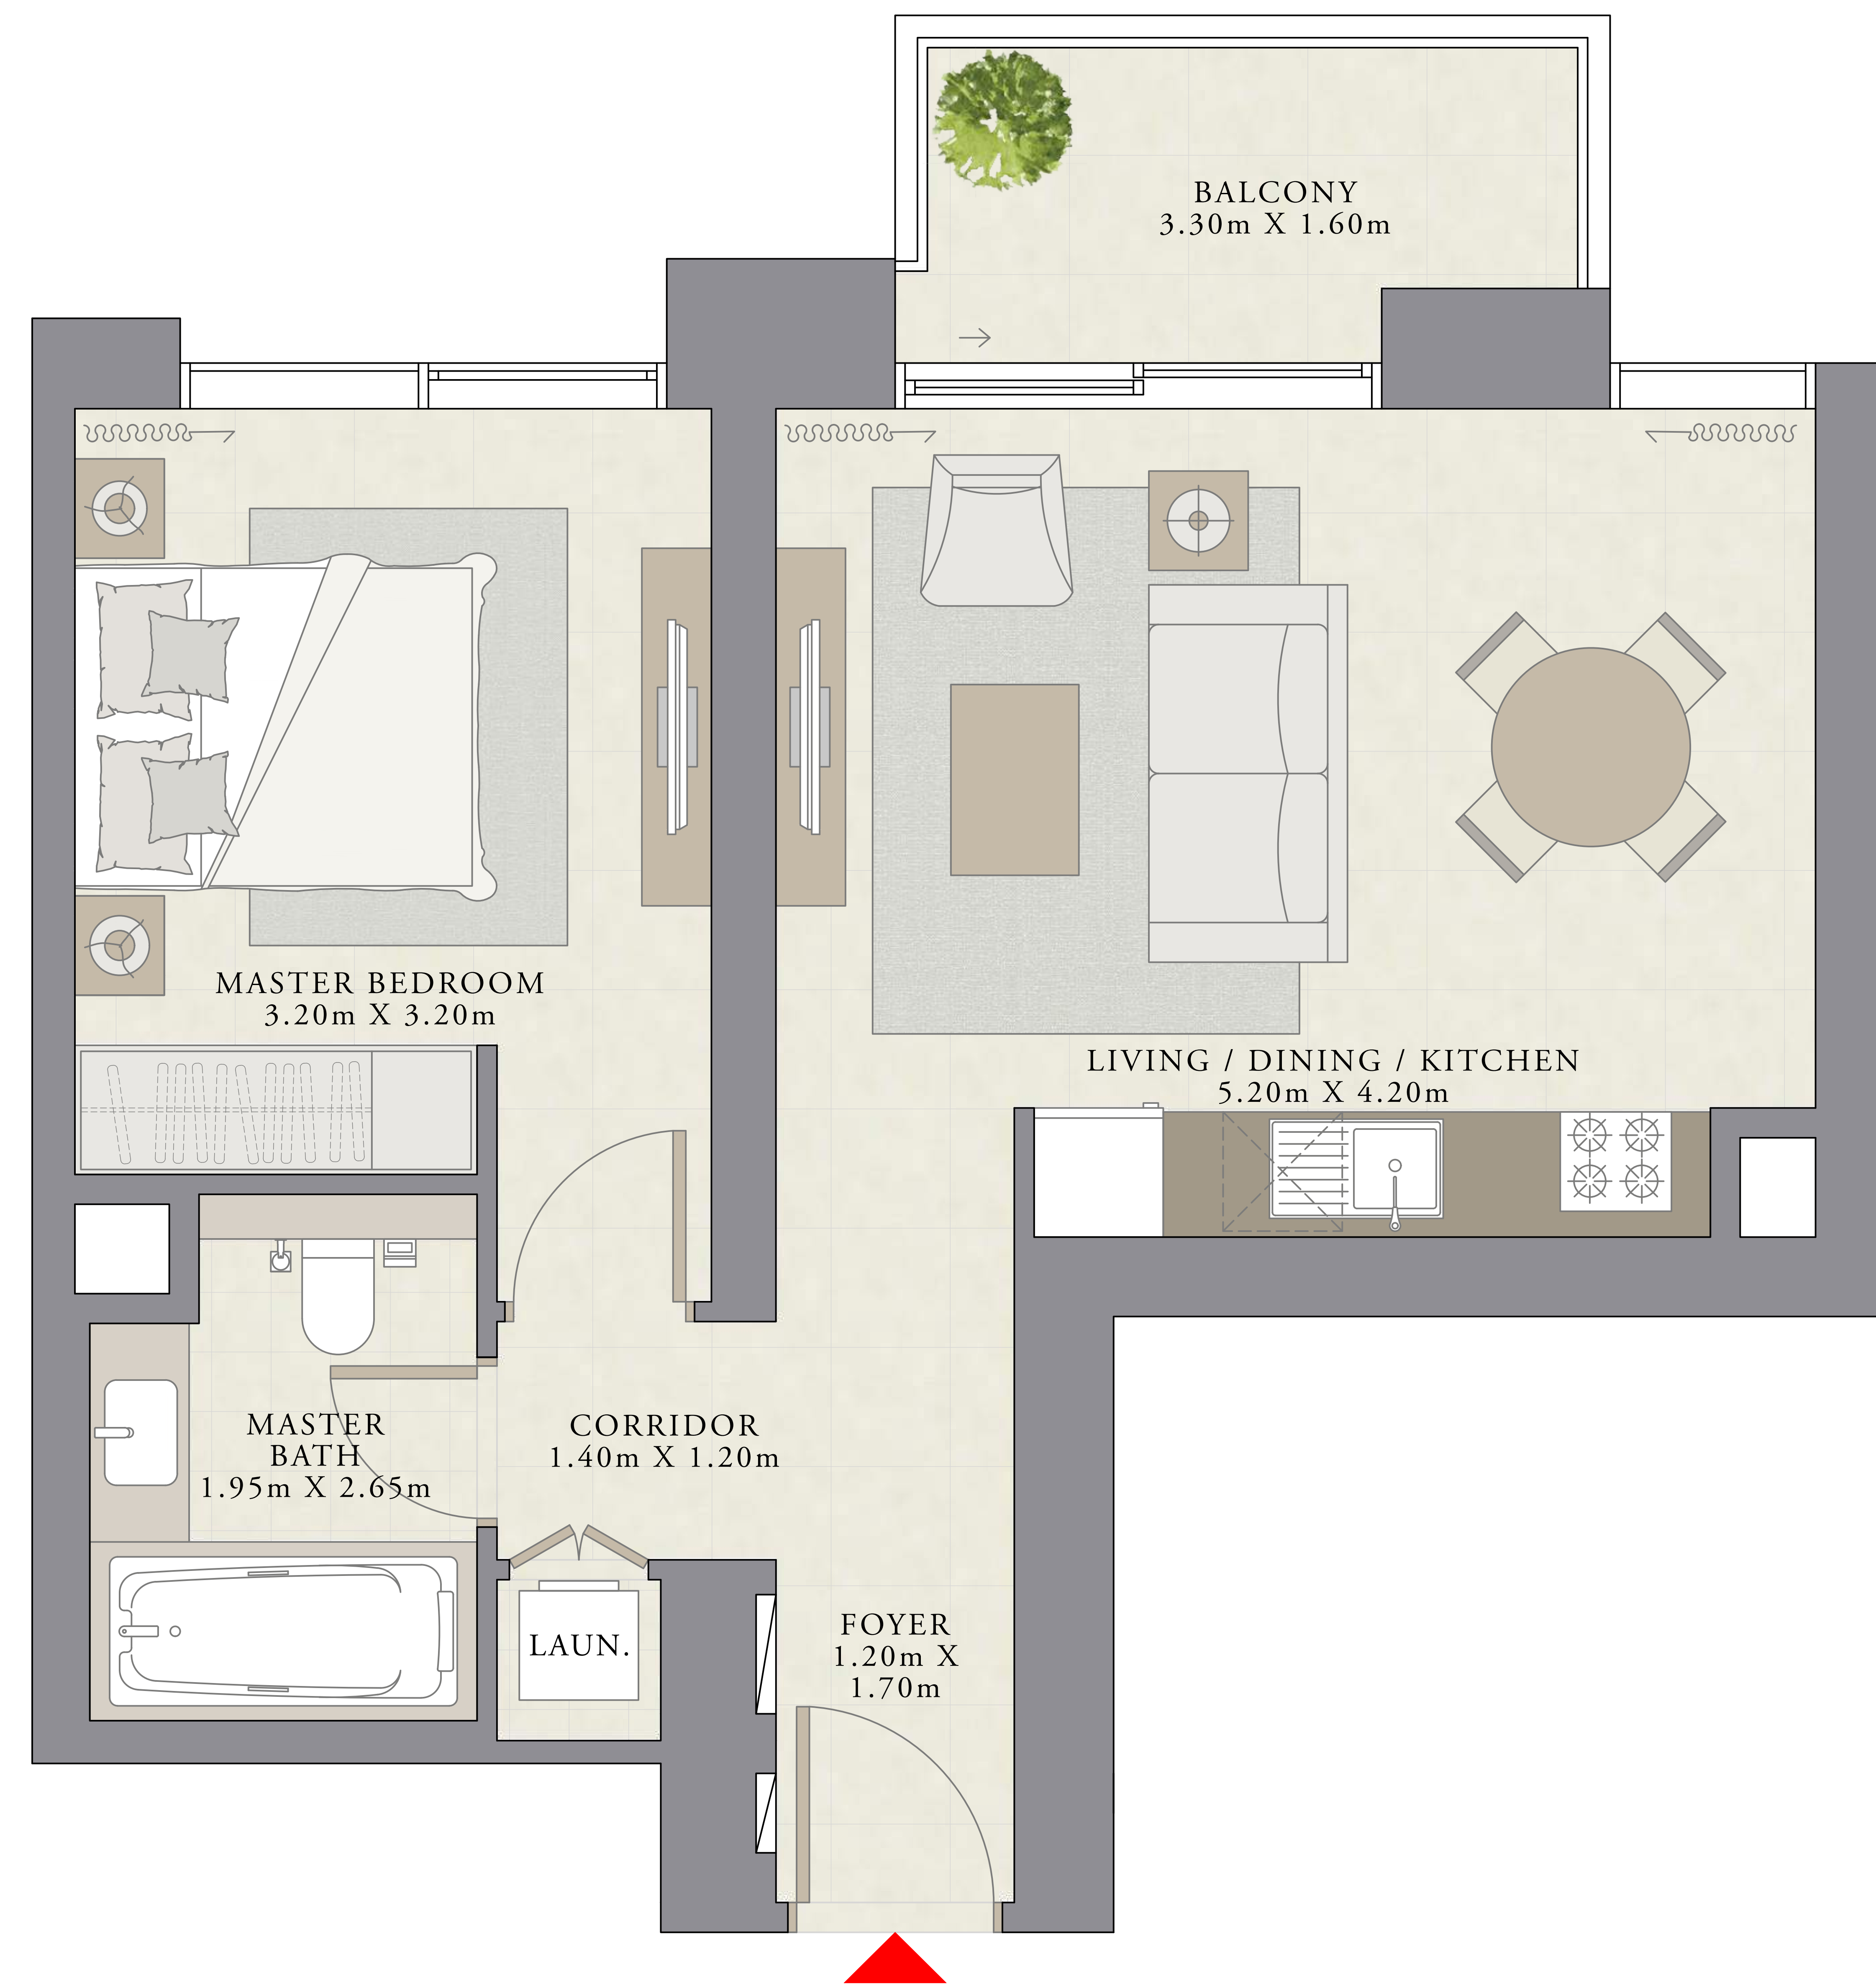 BALCONY
3.30m X 1.60m
MASTER BEDROOM
3.20m X 3.20m
LIVING / DINING / KITCHEN
5.20m X 4.20m
MASTER
BATH
1.95m X 2.65m
CORRIDOR
1.40m X 1.20m
LAUN.
FOYER
1.20m X
1.70m